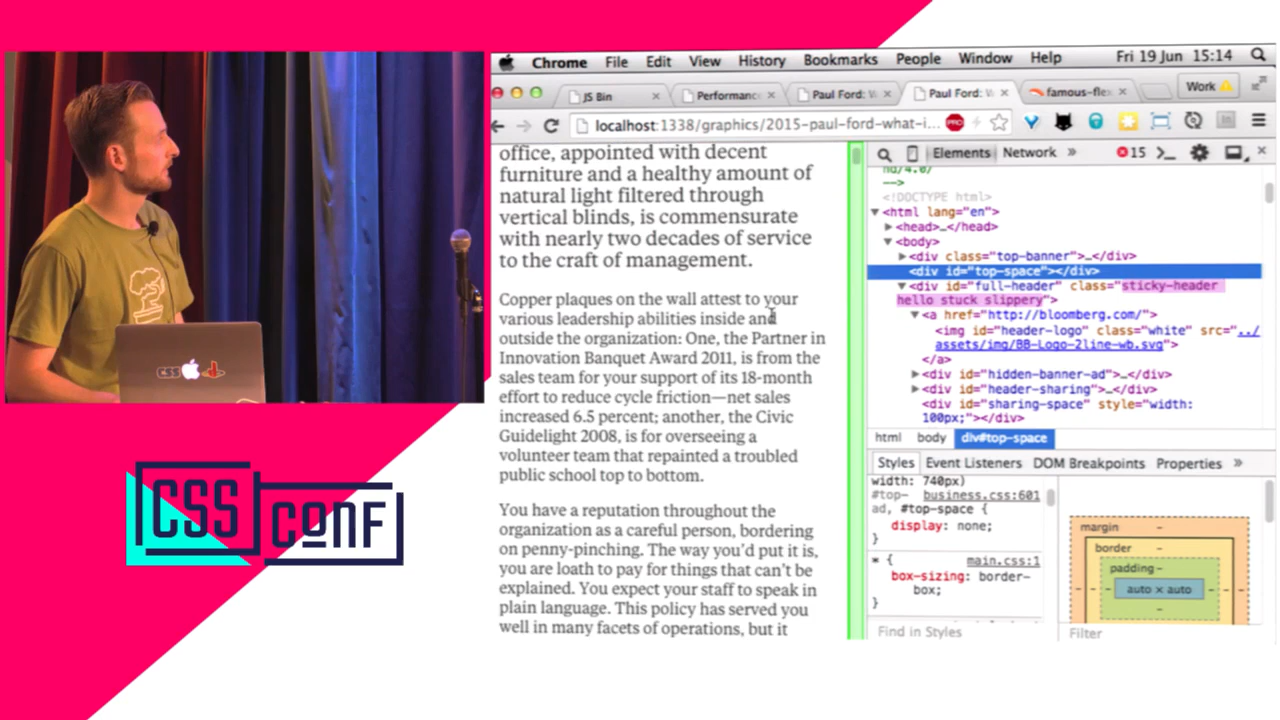 Chrome File Edit View History Bookmarks People Window Help Fri 19 Jun 15:14
JS Bin Performanc Paul Ford: W Paul Ford: W famous-fle Work
localhost:1338/graphics/2015-paul-ford-what-i...
PRO
office, appointed with decent
furniture and a healthy amount of
natural light filtered through
vertical blinds, is commensurate
with nearly two decades of service
to the craft of management.
Copper plaques on the wall attest to your
various leadership abilities inside and
outside the organization: One, the Partner in
Innovation Banquet Award 2011, is from the
sales team for your support of its 18-month
effort to reduce cycle friction—net sales
increased 6.5 percent; another, the Civic
Guidelight 2008, is for overseeing a
volunteer team that repainted a troubled
public school top to bottom.
You have a reputation throughout the
organization as a careful person, bordering
on penny-pinching. The way you'd put it is,
you are loath to pay for things that can't be
explained. You expect your staff to speak in
plain language. This policy has served you
well in many facets of operations, but it
Elements Network » 15
nd/4.0/
-->
<!DOCTYPE html>
<html lang="en">
<head>…</head>
<body>
<div class="top-banner">…</div>
<div id="top-space"></div>
<div id="full-header" class="sticky-header
hello stuck slippery">
<a href="http://bloomberg.com/">
<img id="header-logo" class="white" src="../
assets/img/BB-Logo-2line-wb.svg">
</a>
<div id="hidden-banner-ad">…</div>
<div id="header-sharing">…</div>
<div id="sharing-space" style="width:
100px;"></div>
html body div#top-space
Styles Event Listeners DOM Breakpoints Properties »
width: 740px)
#top- business.css:601
ad, #top-space {
display: none;
}
* { main.css:1
box-sizing: border-
box;
}
Find in Styles
margin -
border -
padding -
auto × auto
Filter
CSS
CSS
CONF